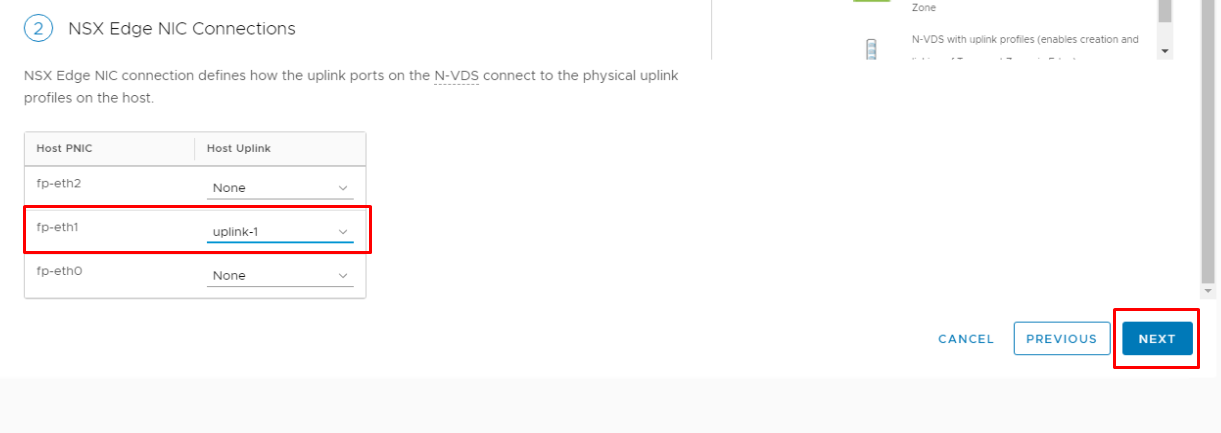 2 NSX Edge NIC Connections
NSX Edge NIC connection defines how the uplink ports on the N-VDS connect to the physical uplink
profiles on the host.
Zone
N-VDS with uplink profiles (enables creation and
Host PNIC Host Uplink
fp-eth2 None
fp-eth1 uplink-1
fp-eth0 None
CANCEL PREVIOUS NEXT